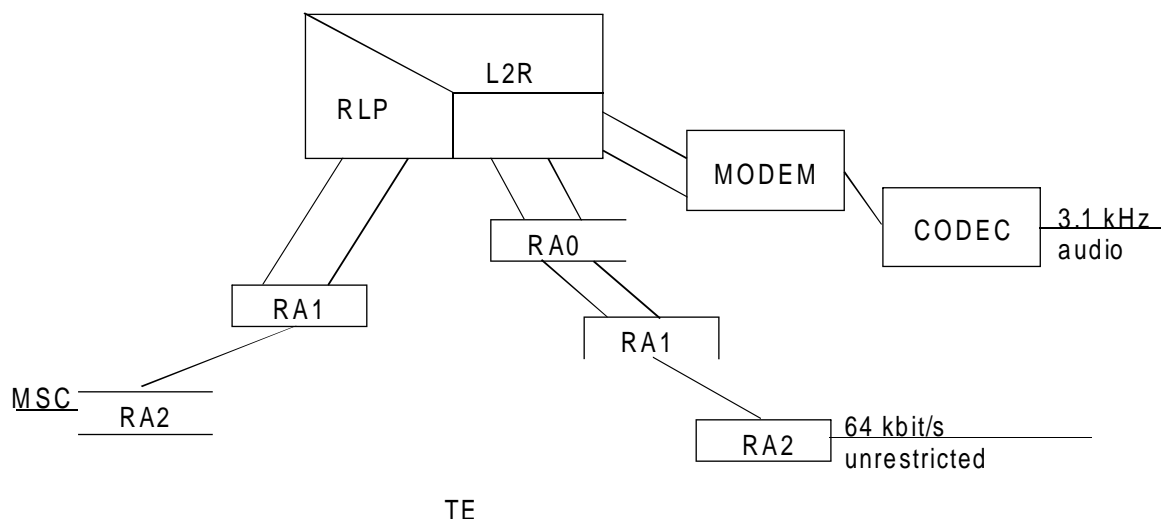 L2R
RLP
MODEM
CODEC
3.1 kHz
audio
RA0
RA1
RA1
MSC
RA2
RA2
64 kbit/s
unrestricted
TE